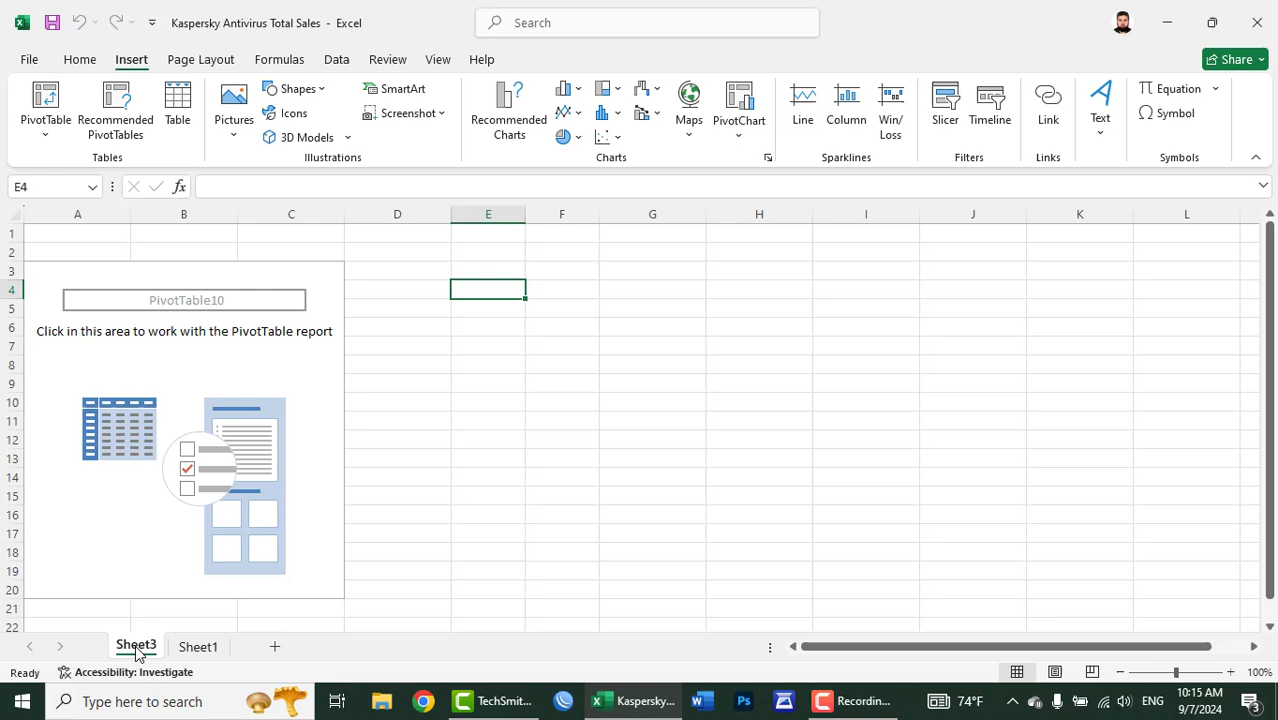 Kaspersky Antivirus Total Sales - Excel
Search
File Home Insert Page Layout Formulas Data Review View Help Share
PivotTable
Recommended PivotTables
Table
Tables
Pictures
Shapes
Icons
3D Models
SmartArt
Screenshot
Illustrations
Recommended Charts
Maps
PivotChart
Charts
Line
Column
Win/Loss
Sparklines
Slicer
Timeline
Filters
Link
Links
Text
Equation
Symbol
Symbols
E4
fx
A B C D E F G H I J K L
1
2
3
4
PivotTable10
5
Click in this area to work with the PivotTable report
6
7
8
9
10
11
12
13
14
15
16
17
18
19
20
21
22
Sheet3 Sheet1
Ready Accessibility: Investigate 100%
Type here to search TechSmit... Kaspersky... Recordin... 74°F ENG 10:15 AM
9/7/2024 3